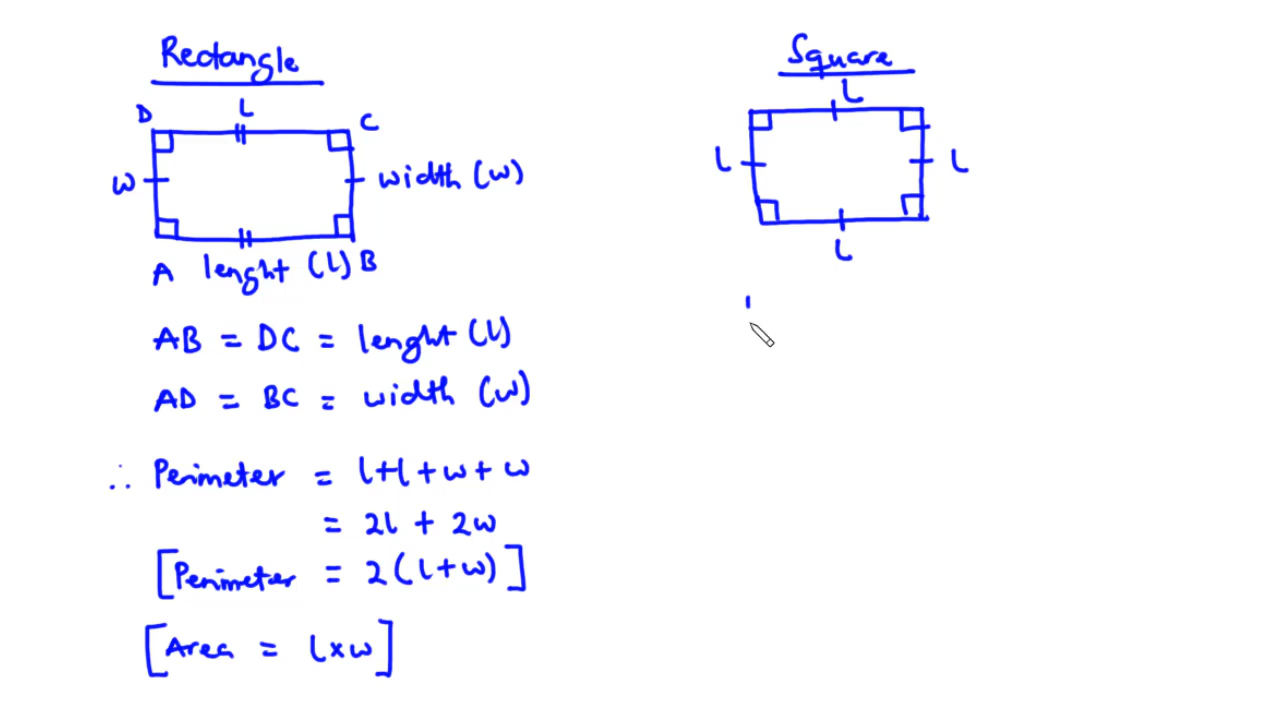 Rectangle
D L C
W width (w)
A lenght (l) B
AB = DC = lenght (l)
AD = BC = width (w)
∴ Perimeter = l+l+w+w
= 2l + 2w
[Perimeter = 2(l+w)]
[Area = l×w]
Square
L
L L
L